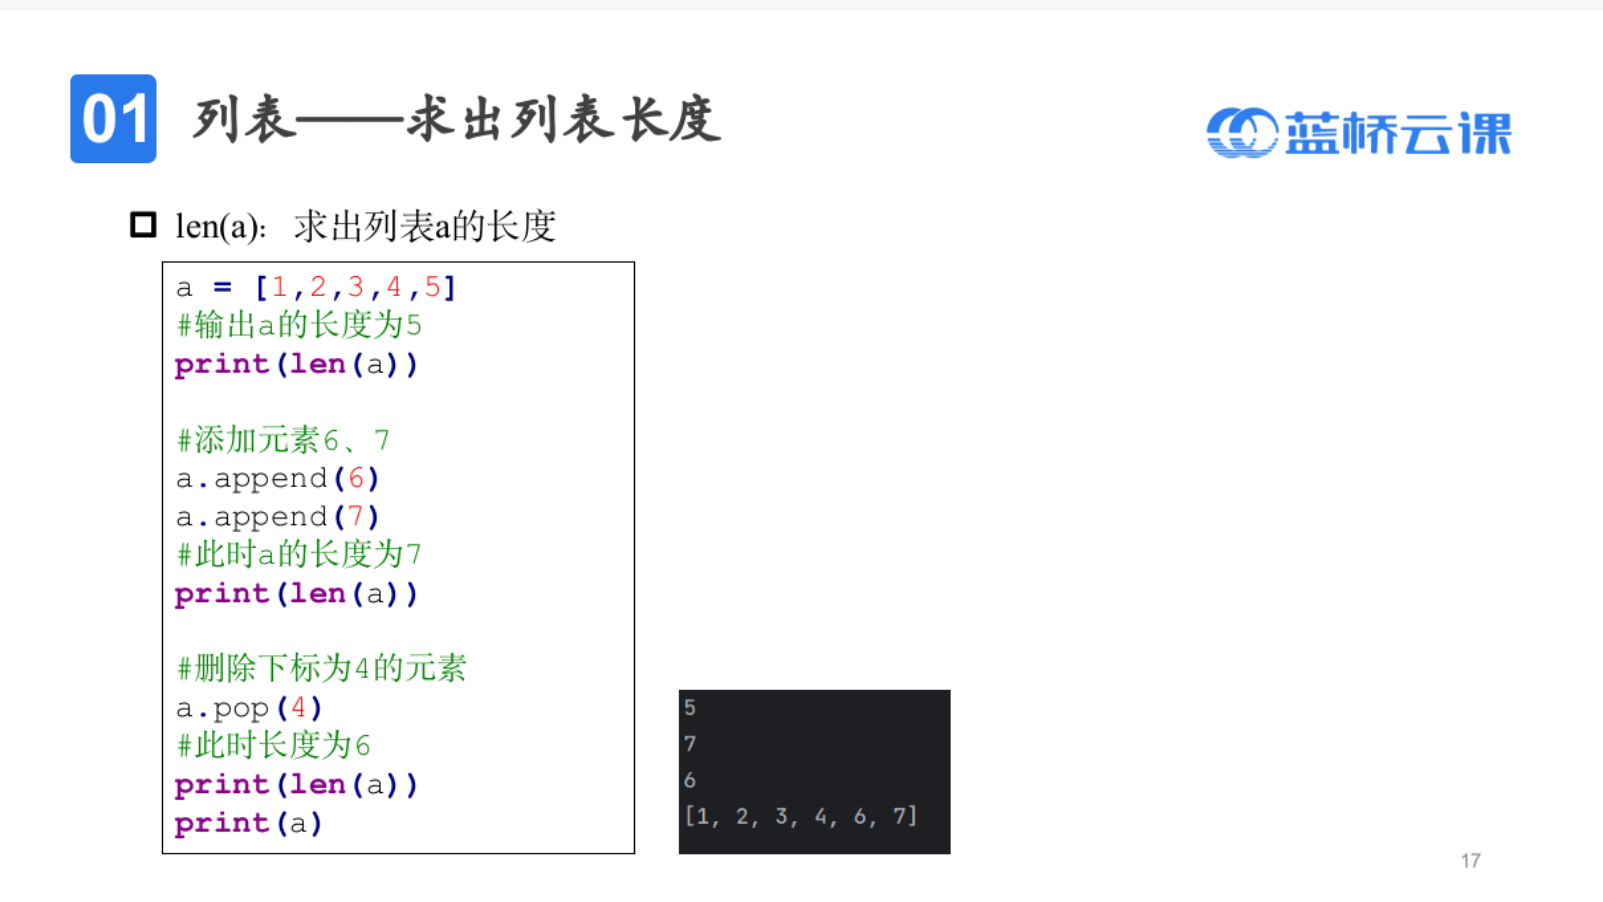 01 列表——求出列表长度
蓝桥云课
len(a): 求出列表a的长度
a = [1,2,3,4,5]
#输出a的长度为5
print(len(a))
#添加元素6、7
a.append(6)
a.append(7)
#此时a的长度为7
print(len(a))
#删除下标为4的元素
a.pop(4)
#此时长度为6
print(len(a))
print(a)
5
7
6
[1, 2, 3, 4, 6, 7]
17